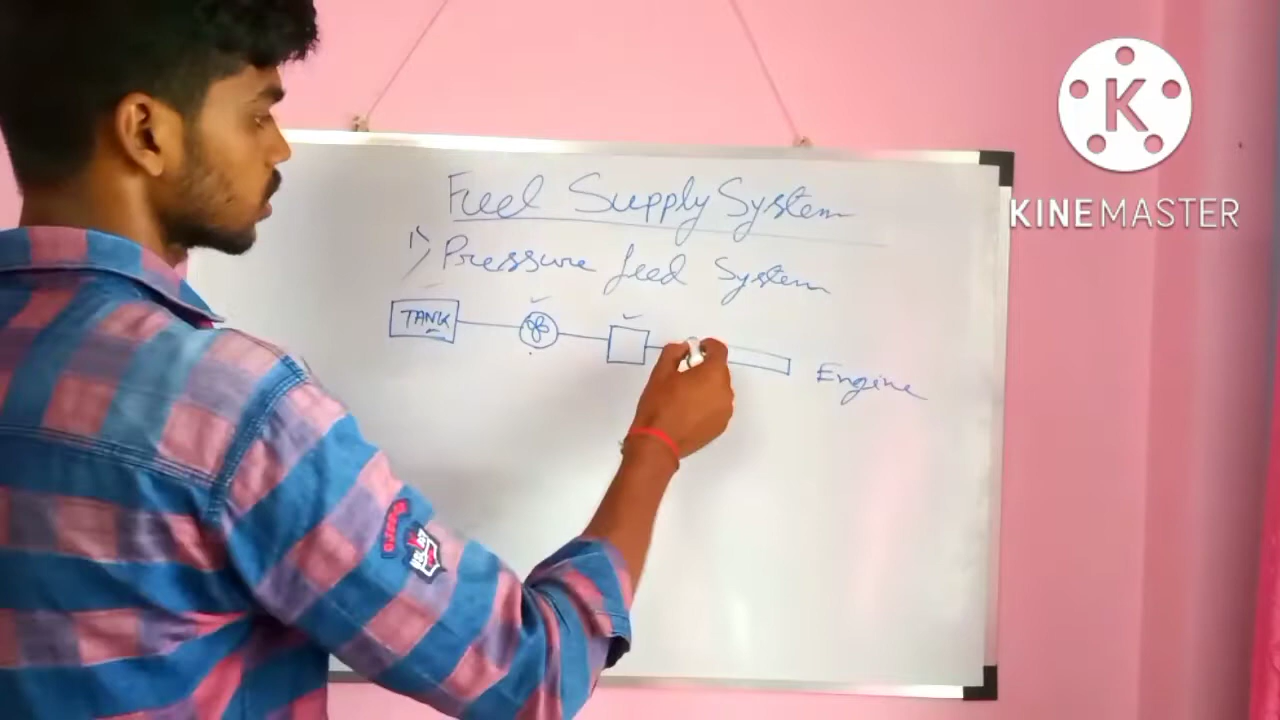 Fuel Supply System
1) Pressure feed System
TANK
Engine
K
KINEMASTER